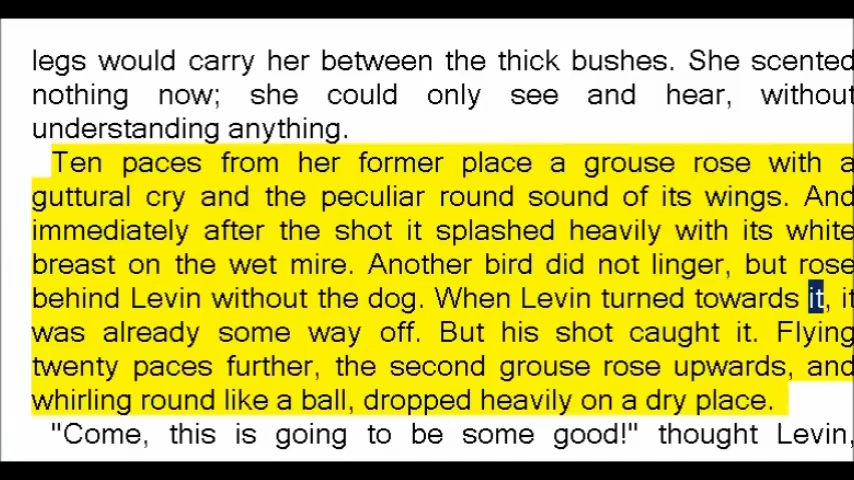 legs would carry her between the thick bushes. She scented
nothing now; she could only see and hear, without
understanding anything.
Ten paces from her former place a grouse rose with a
guttural cry and the peculiar round sound of its wings. And
immediately after the shot it splashed heavily with its white
breast on the wet mire. Another bird did not linger, but rose
behind Levin without the dog. When Levin turned towards it, it
was already some way off. But his shot caught it. Flying
twenty paces further, the second grouse rose upwards, and
whirling round like a ball, dropped heavily on a dry place.
"Come, this is going to be some good!" thought Levin,